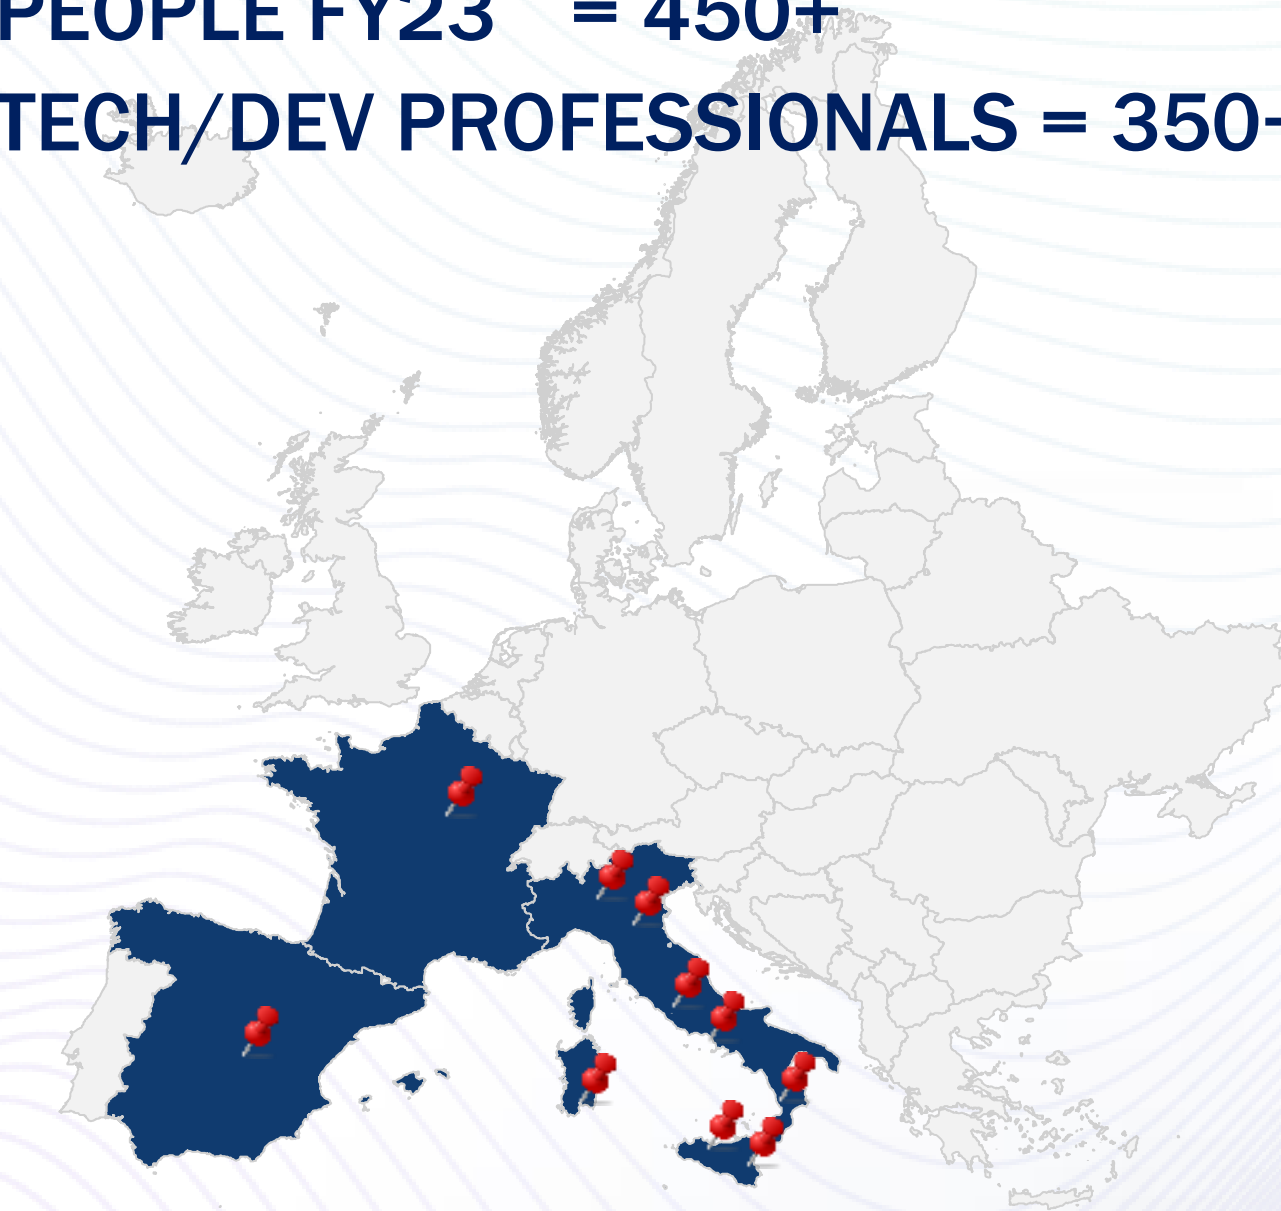 PEOPLE FY23 = 450+
TECH/DEV PROFESSIONALS = 350+